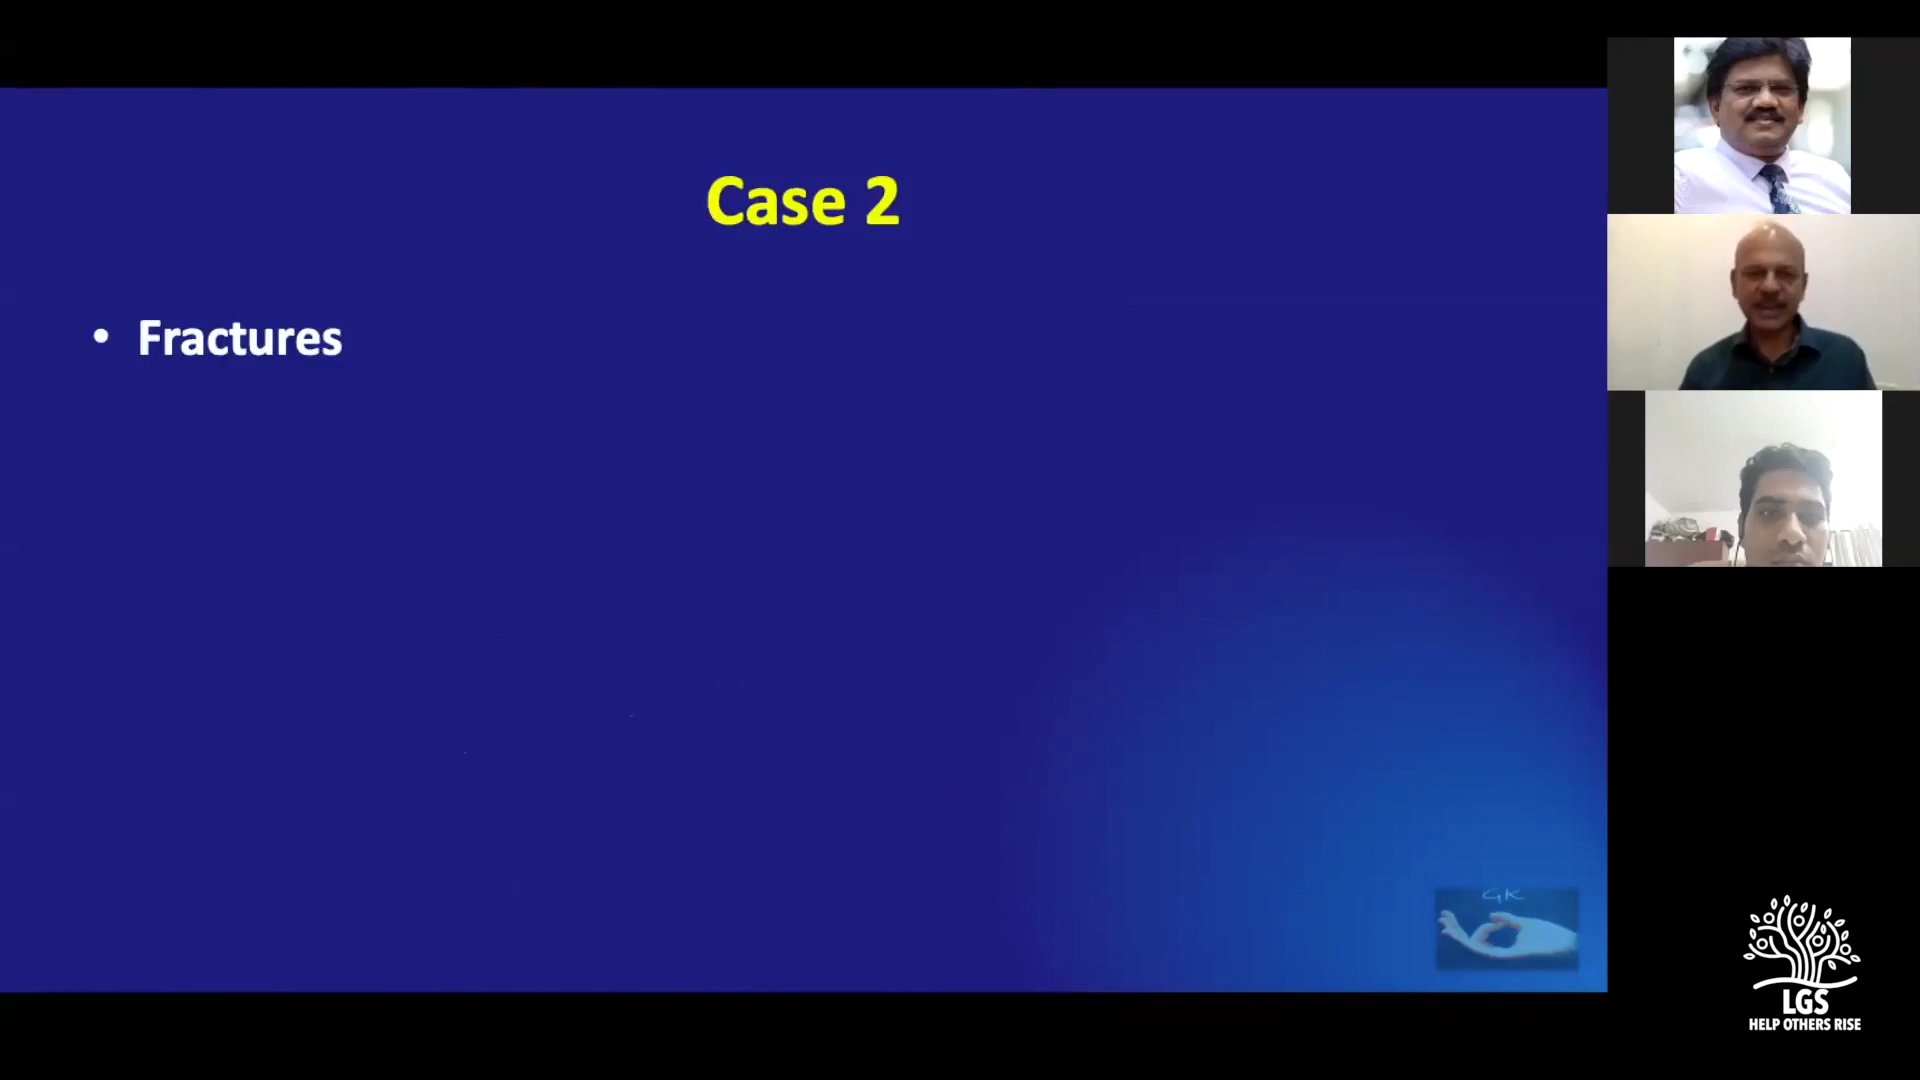 Case 2
• Fractures
GK
LGS
HELP OTHERS RISE